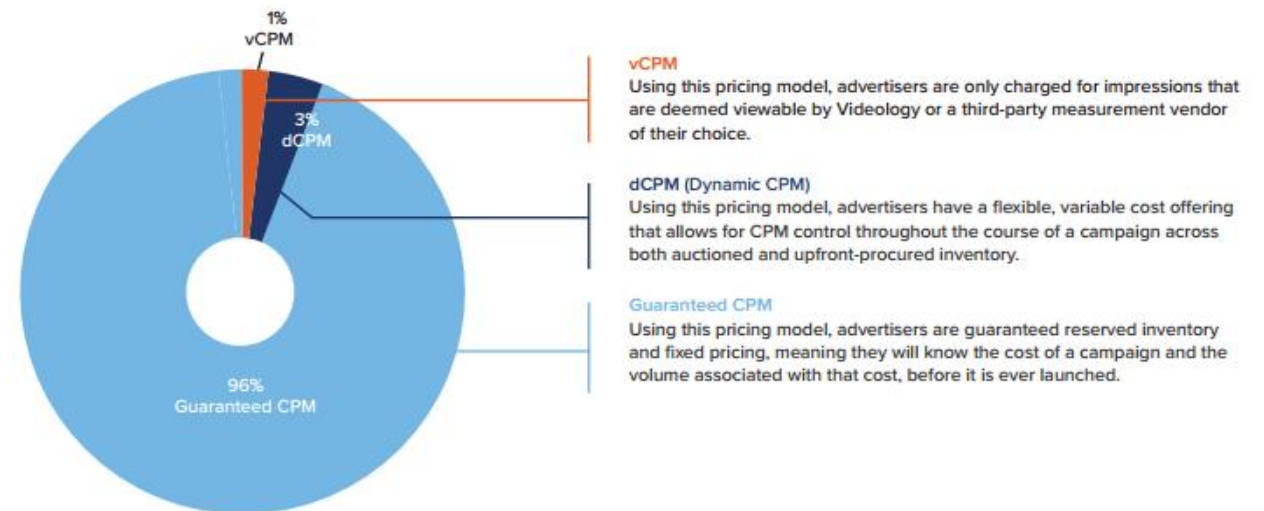 1%
vCPM
3%
dCPM
96%
Guaranteed CPM
vCPM
Using this pricing model, advertisers are only charged for impressions that
are deemed viewable by Videology or a third-party measurement vendor
of their choice.
dCPM (Dynamic CPM)
Using this pricing model, advertisers have a flexible, variable cost offering
that allows for CPM control throughout the course of a campaign across
both auctioned and upfront-procured inventory.
Guaranteed CPM
Using this pricing model, advertisers are guaranteed reserved inventory
and fixed pricing, meaning they will know the cost of a campaign and the
volume associated with that cost, before it is ever launched.